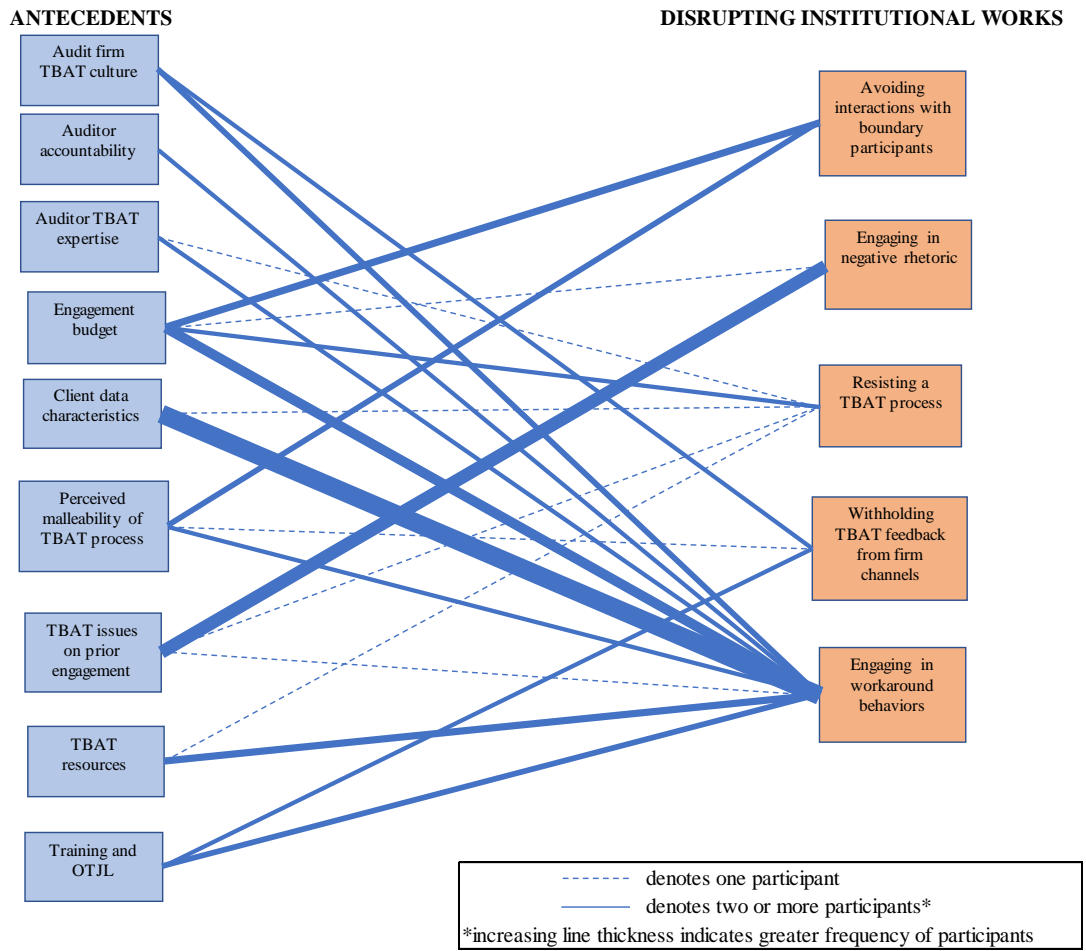 ANTECEDENTS
DISRUPTING INSTITUTIONAL WORKS
Audit firm
TBAT culture
Auditor
accountability
Auditor TBAT
expertise
Engagement
budget
Client data
characteristics
Perceived
malleability of
TBAT process
TBAT issues
on prior
engagement
TBAT
resources
Training and
OTJL
Avoiding
interactions with
boundary
participants
Engaging in
negative rhetoric
Resisting a
TBAT process
Withholding
TBAT feedback
from firm
channels
Engaging in
workaround
behaviors
denotes one participant
denotes two or more participants*
*increasing line thickness indicates greater frequency of participants